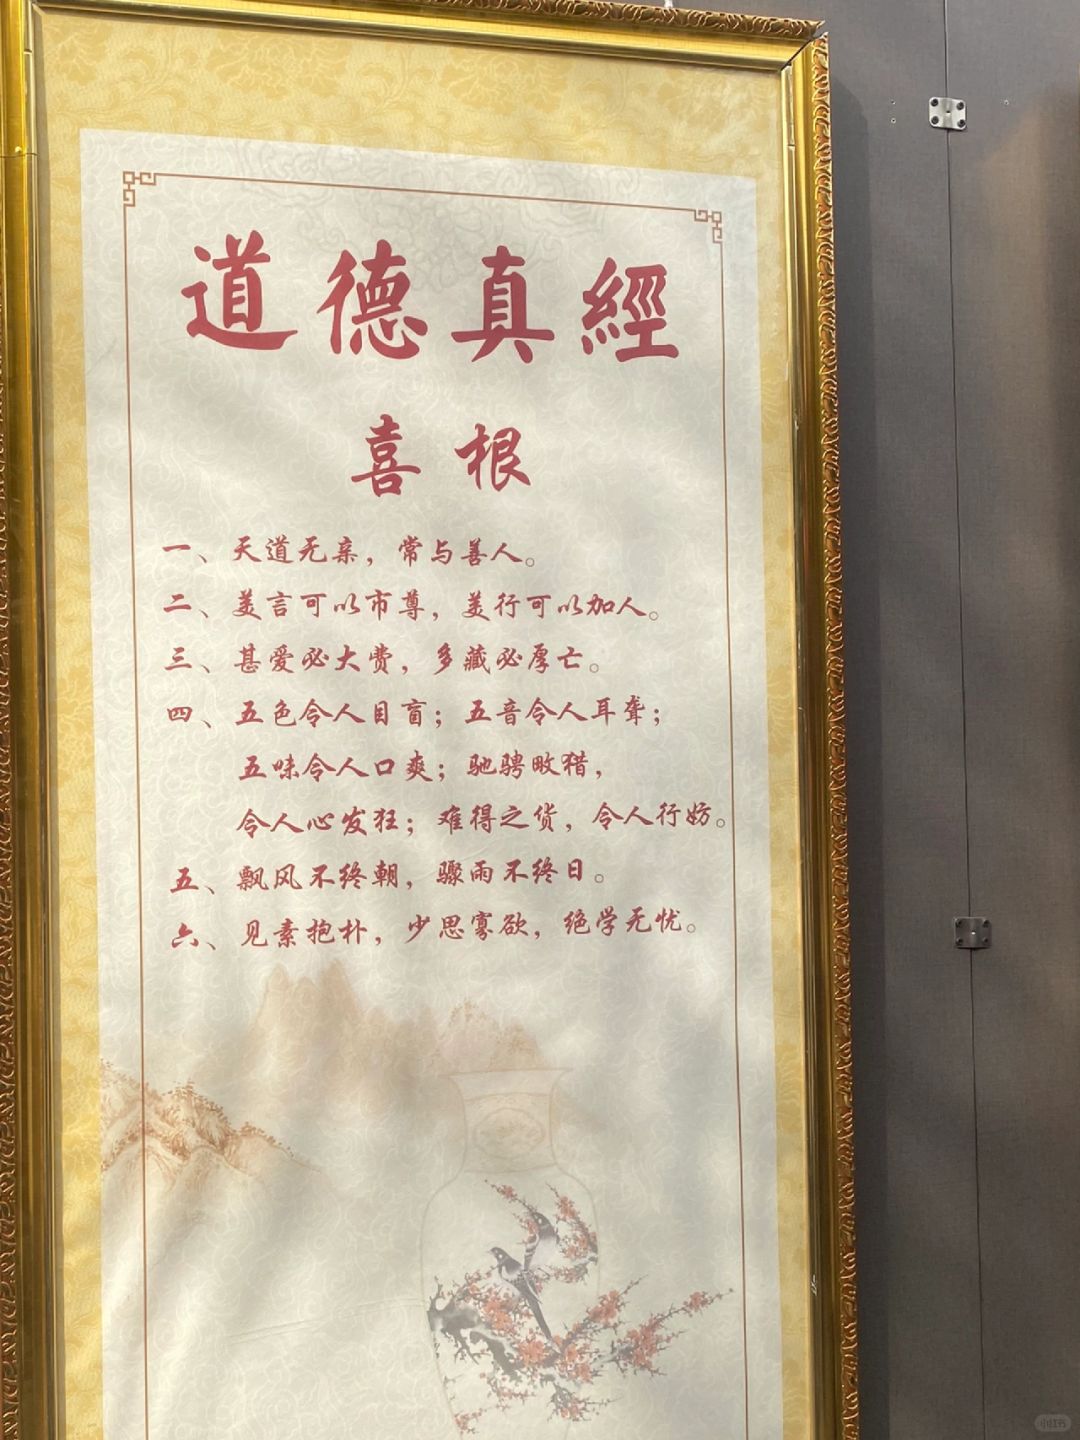 道德真經
喜根
一、天道无亲，常与善人。
二、美言可以市尊，美行可以加人。
三、甚爱必大费，多藏必厚亡。
四、五色令人目盲；五音令人耳聋；
五味令人口爽；驰骋畋猎，
令人心发狂；难得之货，令人行妨。
五、飘风不终朝，骤雨不终日。
六、见素抱朴，少思寡欲，绝学无忧。
小红书